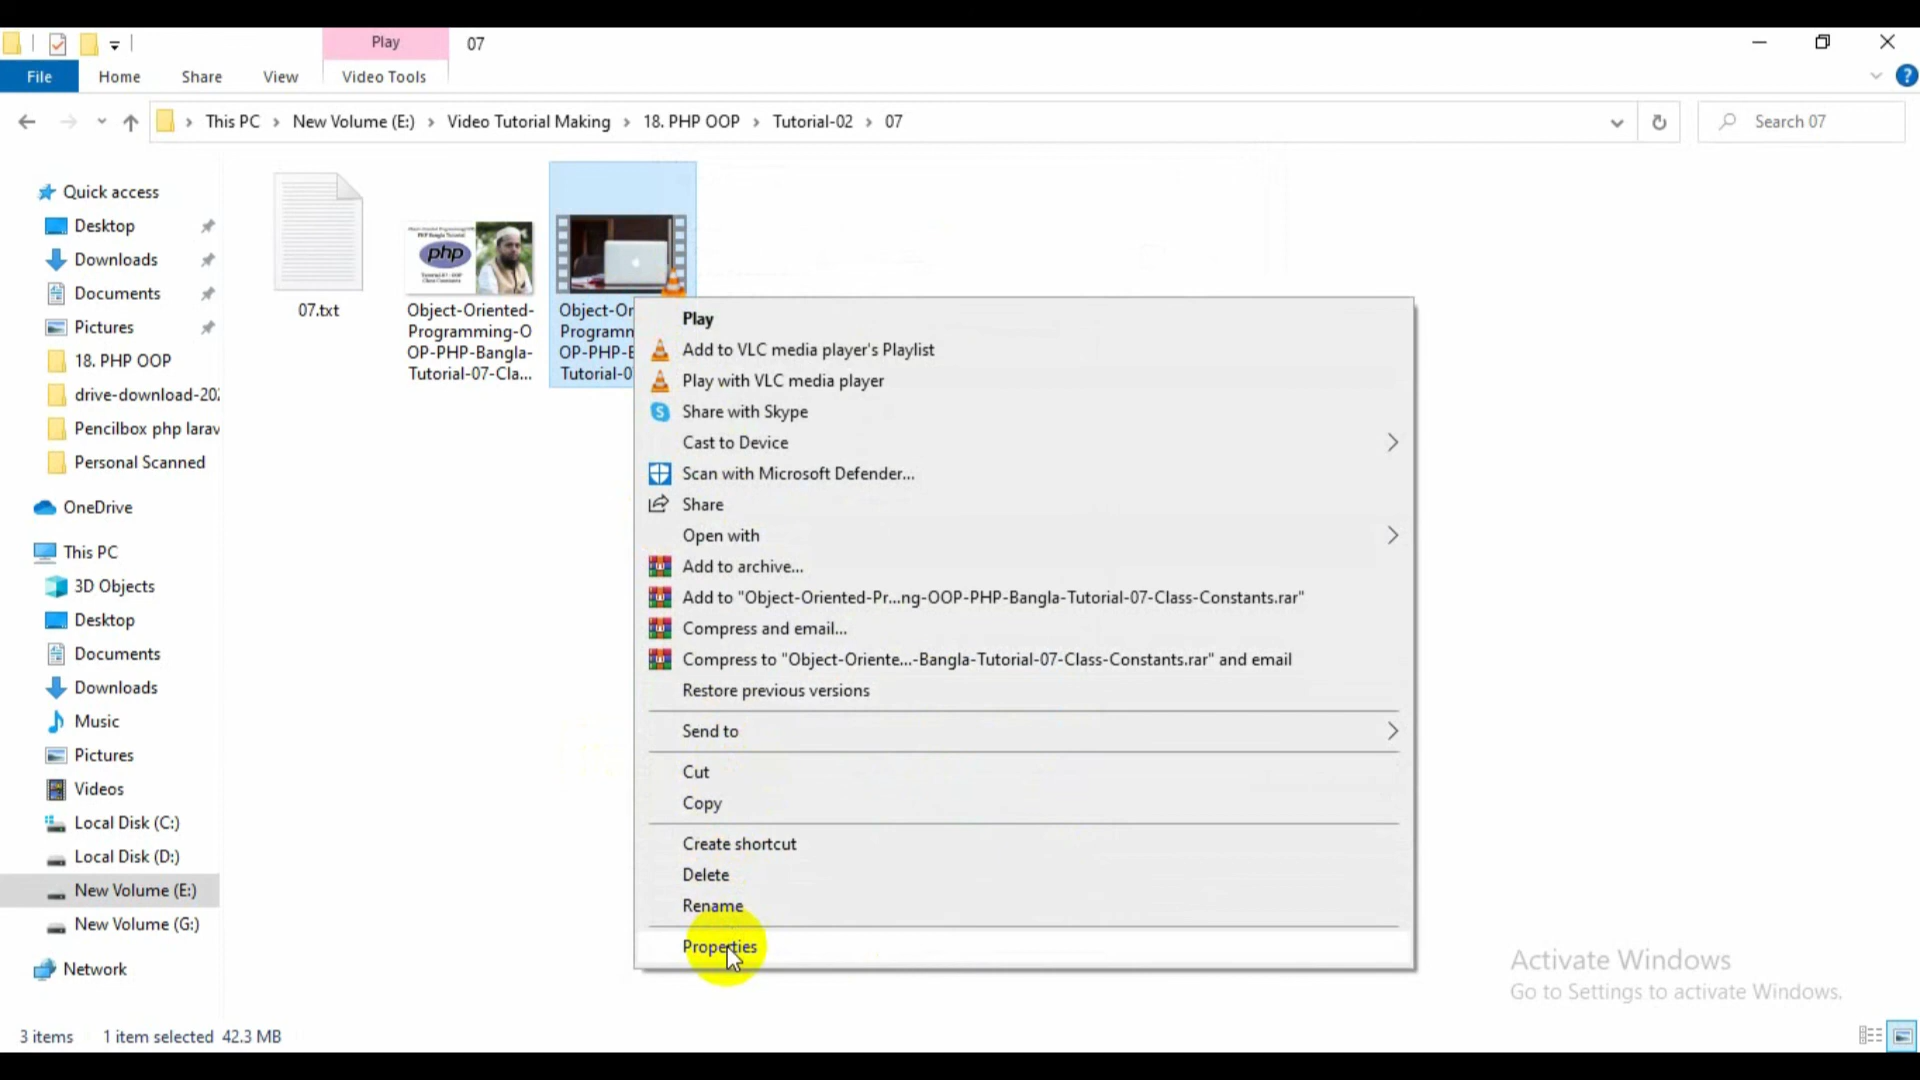 Play
07
File
Home
Share
View
Video Tools
This PC > New Volume (E:) > Video Tutorial Making > 18. PHP OOP > Tutorial-02 > 07
Search 07
Quick access
Desktop
Downloads
Documents
Pictures
18. PHP OOP
drive-download-202
Pencilbox php larav
Personal Scanned
OneDrive
This PC
3D Objects
Desktop
Documents
Downloads
Music
Pictures
Videos
Local Disk (C:)
Local Disk (D:)
New Volume (E:)
New Volume (G:)
Network
07.txt
PHP Bangla Tutorial
php
Class Constants
Object-Oriented-
Programming-O
OP-PHP-Bangla-
Tutorial-07-Cla...
Object-Or
Programm
OP-PHP-B
Tutorial-0
Play
Add to VLC media player's Playlist
Play with VLC media player
Share with Skype
Cast to Device
Scan with Microsoft Defender...
Share
Open with
Add to archive...
Add to "Object-Oriented-Pr...ng-OOP-PHP-Bangla-Tutorial-07-Class-Constants.rar"
Compress and email...
Compress to "Object-Oriente...-Bangla-Tutorial-07-Class-Constants.rar" and email
Restore previous versions
Send to
Cut
Copy
Create shortcut
Delete
Rename
Properties
Activate Windows
Go to Settings to activate Windows.
3 items
1 item selected 42.3 MB